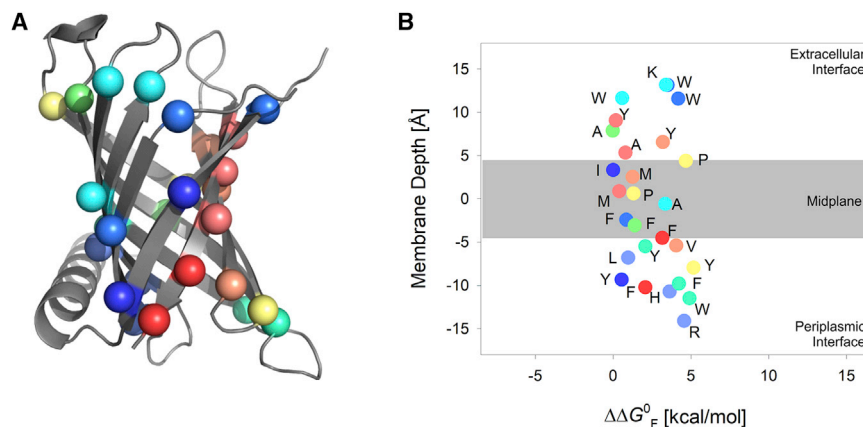 A
B
Extracellular
Interface
15
K
W
W
W
10
Y
A
Y
A
5
P
I
M
Midplane
0
M
P
A
F
F
F
-5
V
L
Y
Y
Y
F
H
F
-10
W
R
-15
Periplasmic
Interface
-5
0
5
10
15
Membrane Depth [Å]
ΔΔG⁰F [kcal/mol]